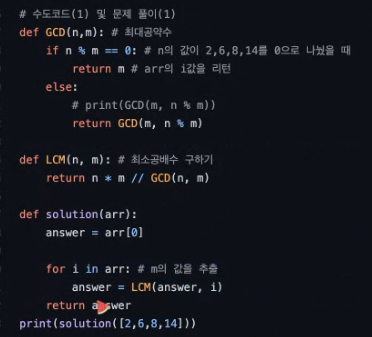 # 수도코드(1) 및 문제 풀이(1)
def GCD(n,m): # 최대공약수
    if n % m == 0: # n의 값이 2,6,8,14를 0으로 나눴을 때
        return m # arr의 i값을 리턴
    else:
        # print(GCD(m, n % m))
        return GCD(m, n % m)
def LCM(n, m): # 최소공배수 구하기
    return n * m // GCD(n, m)
def solution(arr):
    answer = arr[0]
    for i in arr: # m의 값을 추출
        answer = LCM(answer, i)
    return answer
print(solution([2,6,8,14]))